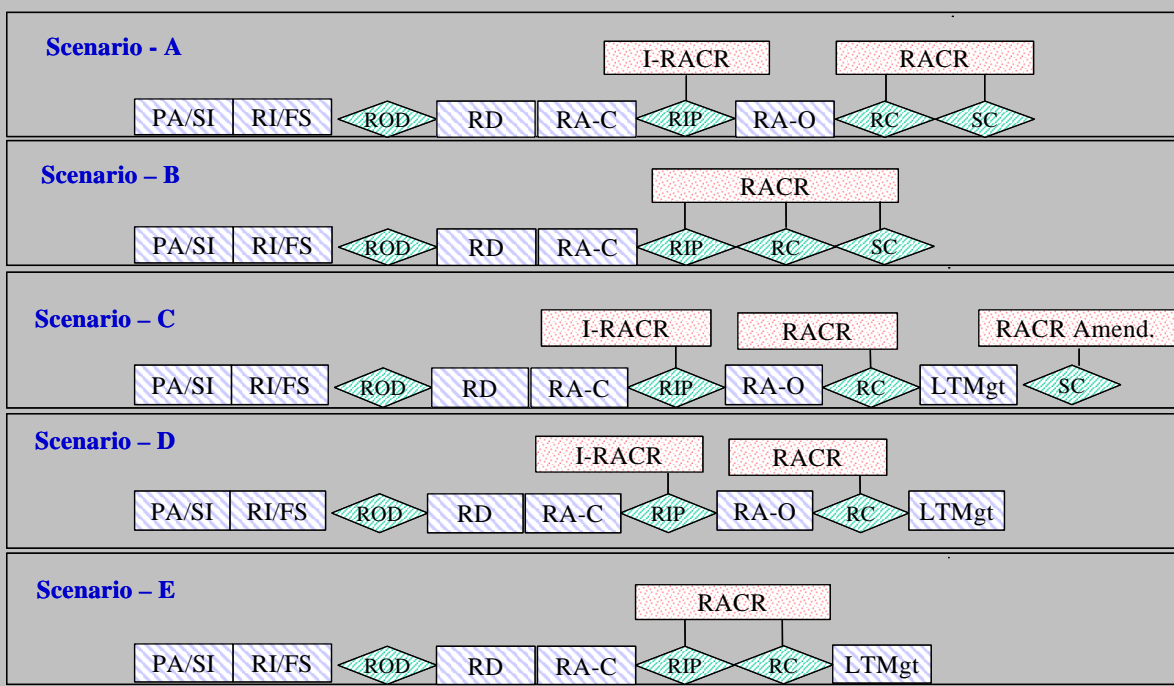 Scenario - A
I-RACR RACR
PA/SI RI/FS ROD RD RA-C RIP RA-O RC SC
Scenario – B
RACR
PA/SI RI/FS ROD RD RA-C RIP RC SC
Scenario – C
I-RACR RACR RACR Amend.
PA/SI RI/FS ROD RD RA-C RIP RA-O RC LTMgt SC
Scenario – D
I-RACR RACR
PA/SI RI/FS ROD RD RA-C RIP RA-O RC LTMgt
Scenario – E
RACR
PA/SI RI/FS ROD RD RA-C RIP RC LTMgt